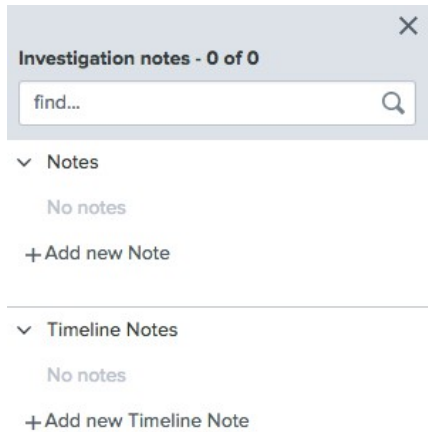 Investigation notes - 0 of 0
find...
Notes
No notes
+ Add new Note
Timeline Notes
No notes
+ Add new Timeline Note